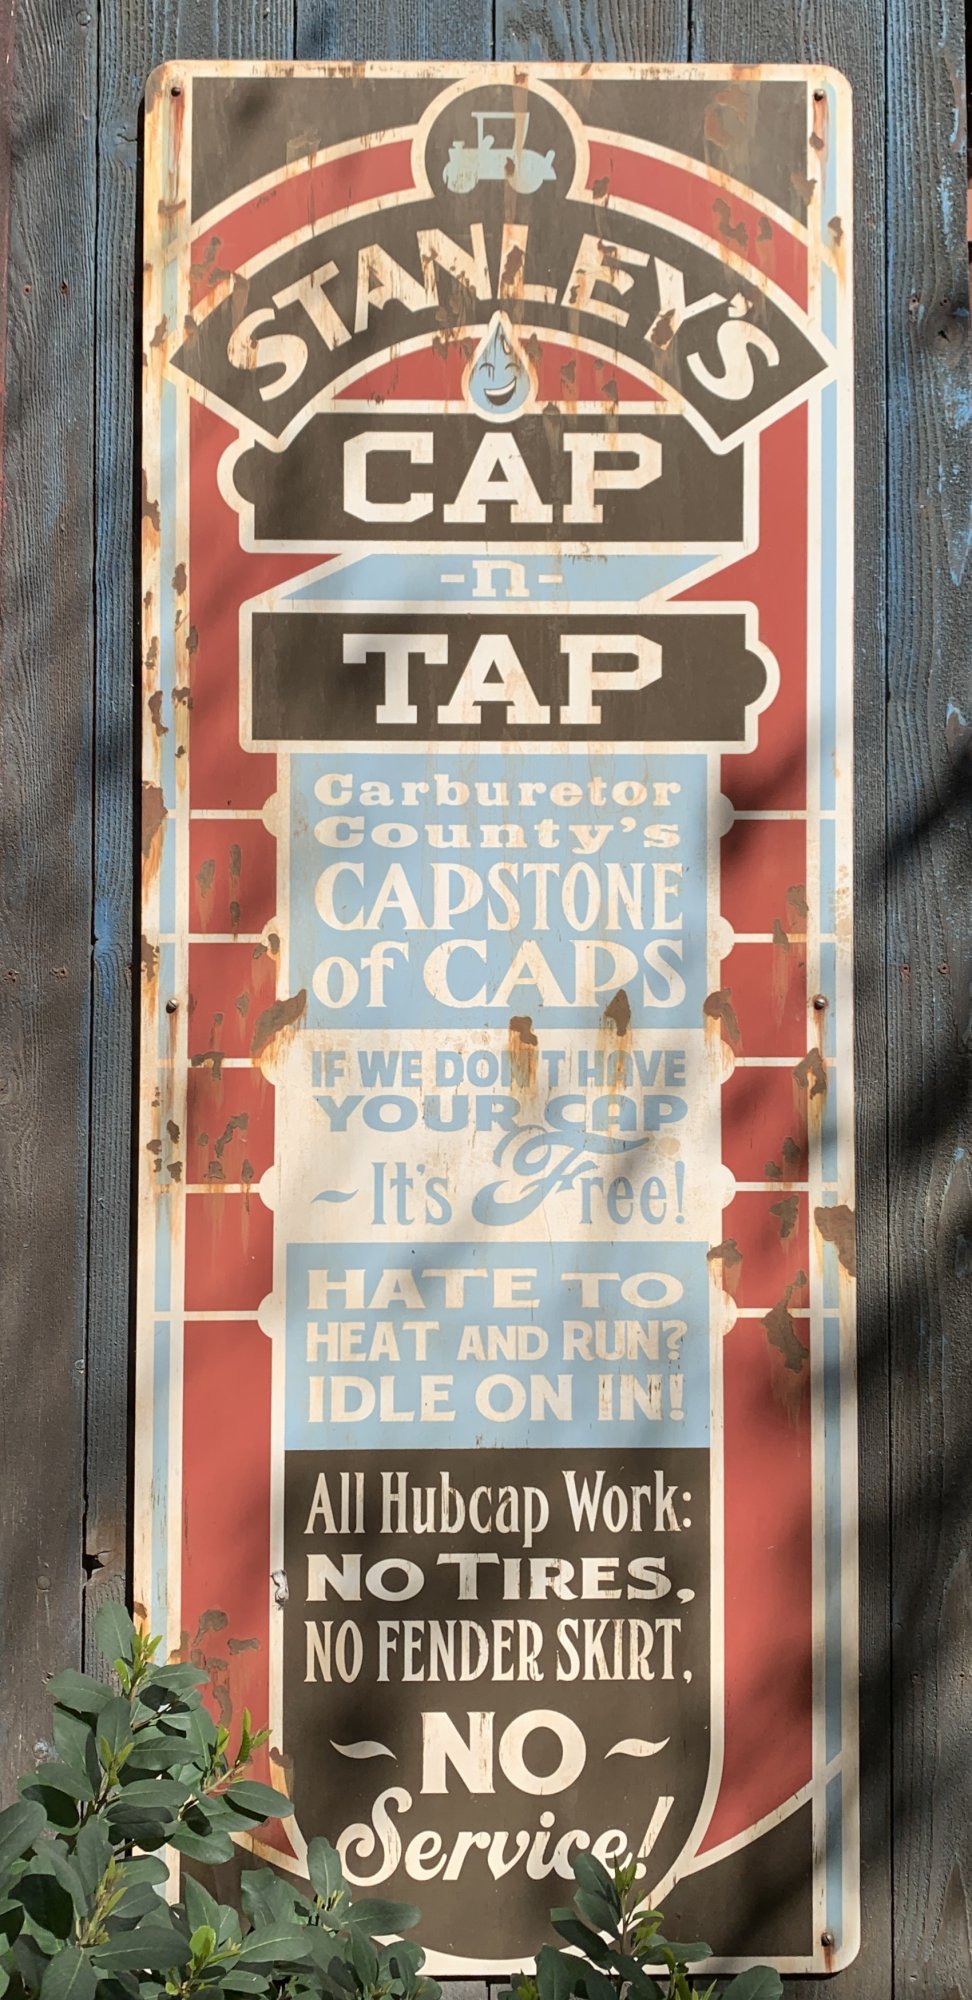 STANLEY'S
CAP
-n-
TAP
Carburetor
County's
CAPSTONE
of CAPS
IF WE DON'T HAVE
YOUR CAP
~It's Free!
HATE TO
HEAT AND RUN?
IDLE ON IN!
All Hubcap Work:
NO TIRES,
NO FENDER SKIRT,
~NO~
Service!